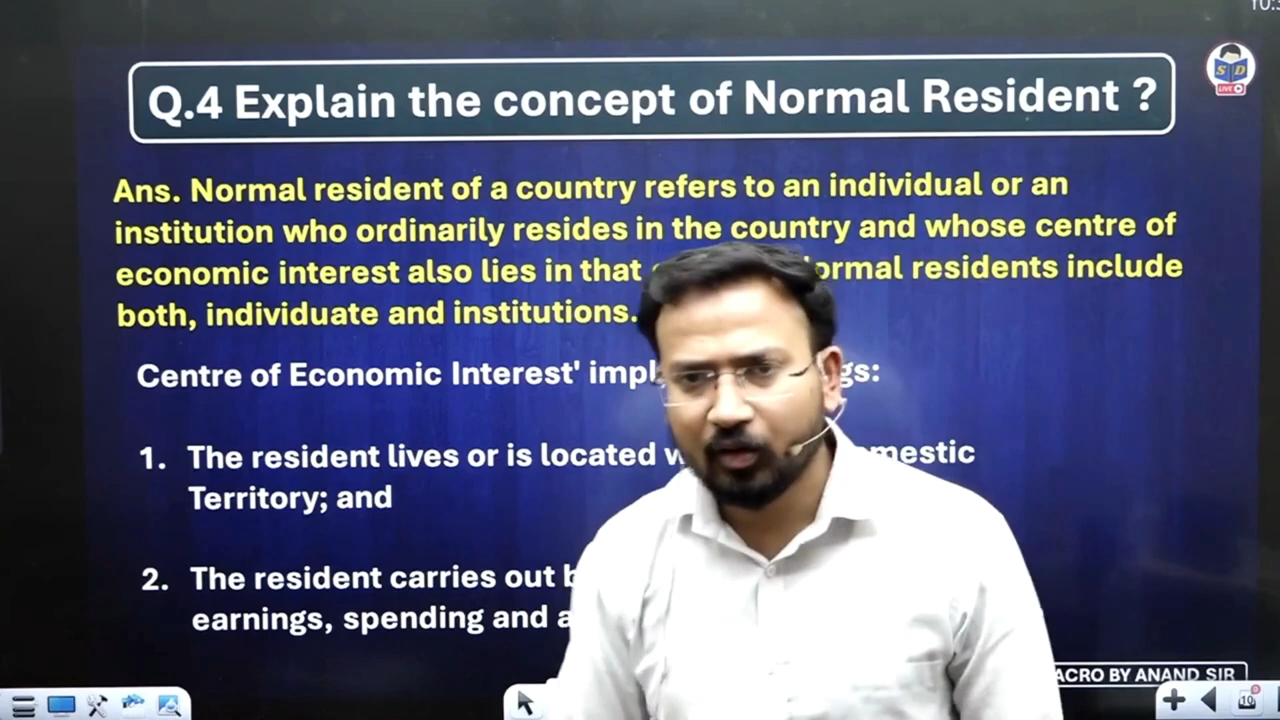 10:
S D
LIVE
Q.4 Explain the concept of Normal Resident ?
Ans. Normal resident of a country refers to an individual or an
institution who ordinarily resides in the country and whose centre of
economic interest also lies in that ormal residents include
both, individuate and institutions.
Centre of Economic Interest' impl gs:
1. The resident lives or is located w mestic
Territory; and
2. The resident carries out b
earnings, spending and a
ACRO BY ANAND SIR
10